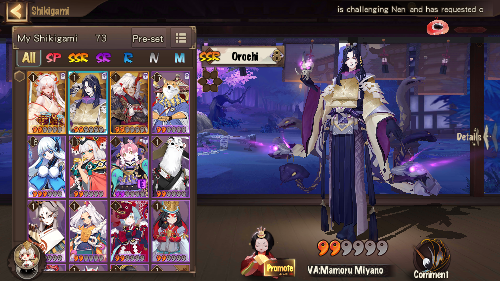 Shikigami
is challenging Nen and has requested a
My Shikigami 73 Pre-set
All SP SSR SR R N M
SSR Orochi
Details
Promote
VA:Mamoru Miyano
Comment